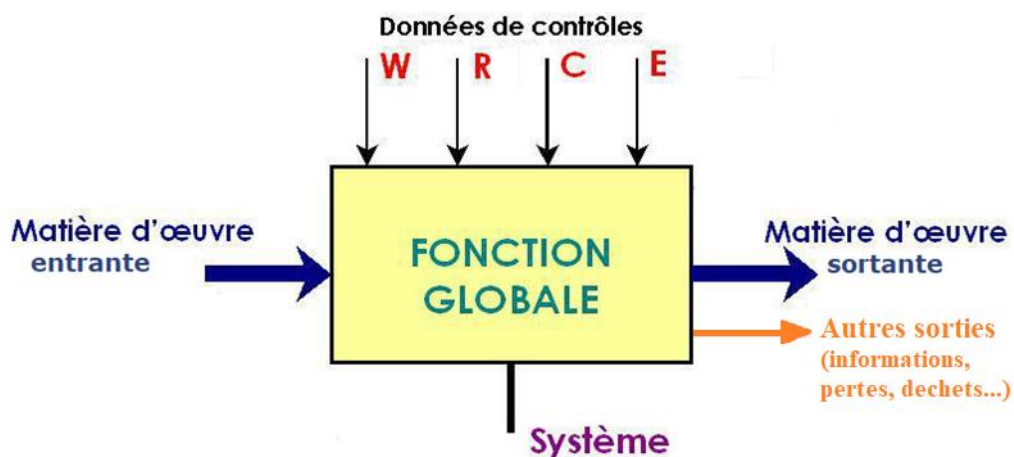 Données de contrôles
W R C E
Matière d'œuvre
entrante
FONCTION
GLOBALE
Matière d'œuvre
sortante
Autres sorties
(informations,
pertes, dechets...)
Système